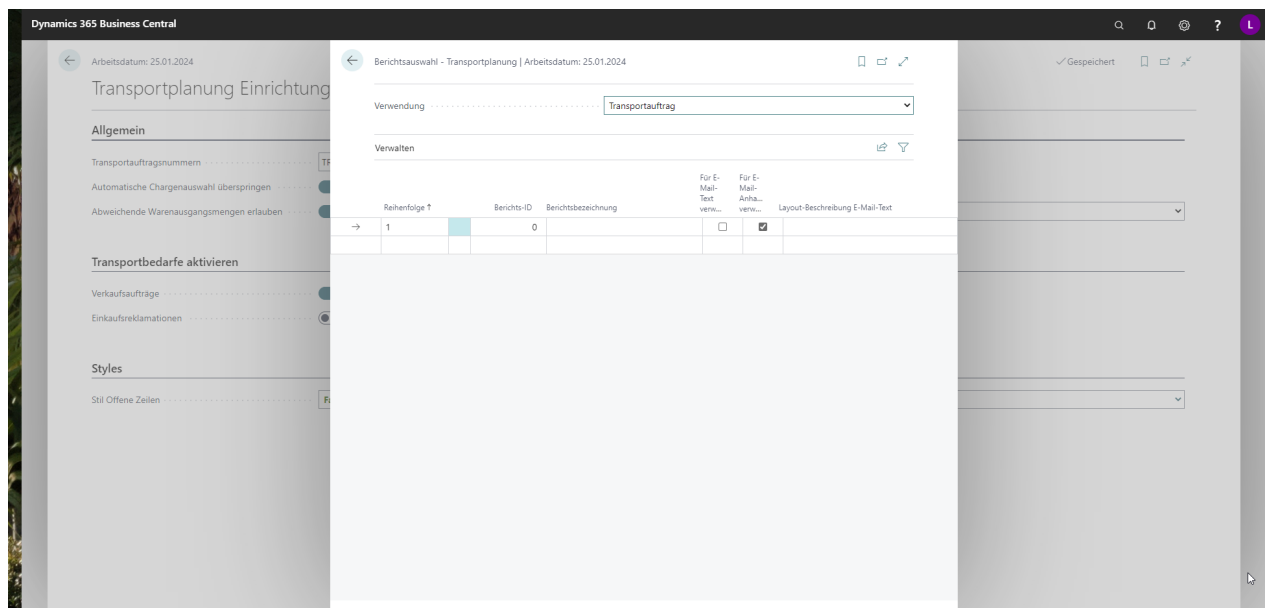 Dynamics 365 Business Central
? L
Arbeitsdatum: 25.01.2024
Gespeichert
Transportplanung Einrichtung
Allgemein
Transportauftragsnummern
TR
Automatische Chargenauswahl überspringen
Abweichende Warenausgangsmengen erlauben
Transportbedarfe aktivieren
Verkaufsaufträge
Einkaufsreklamationen
Styles
Stil Offene Zeilen
Fa
Berichtsauswahl - Transportplanung | Arbeitsdatum: 25.01.2024
Verwendung
Transportauftrag
Verwalten
Reihenfolge ↑
Berichts-ID
Berichtsbezeichnung
Für E-
Mail-
Text
verw...
Für E-
Mail-
Anha...
verw...
Layout-Beschreibung E-Mail-Text
1 0